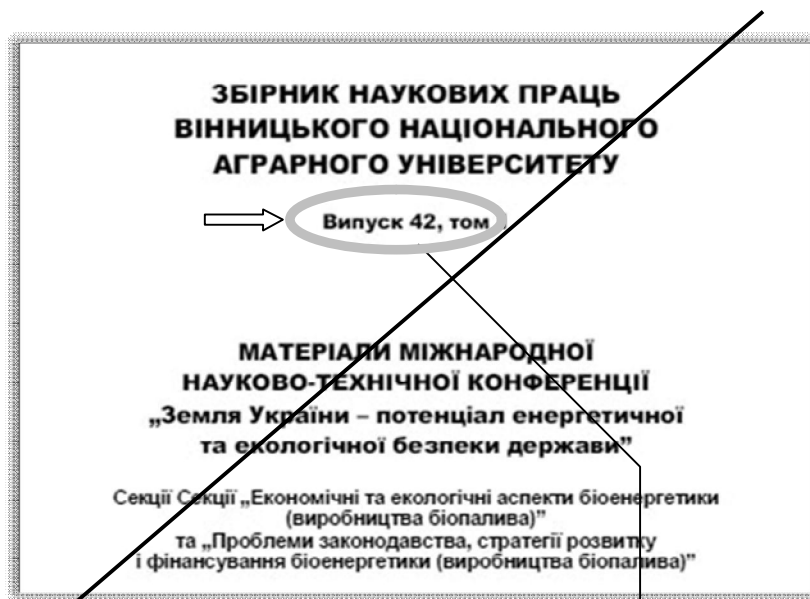 ЗБІРНИК НАУКОВИХ ПРАЦЬ
ВІННИЦЬКОГО НАЦІОНАЛЬНОГО
АГРАРНОГО УНІВЕРСИТЕТУ
Випуск 42, том
МАТЕРІАЛИ МІЖНАРОДНОЇ
НАУКОВО-ТЕХНІЧНОЇ КОНФЕРЕНЦІЇ
„Земля України – потенціал енергетичної
та екологічної безпеки держави”
Секції Секції „Економічні та екологічні аспекти біоенергетики
(виробництва біопалива)”
та „Проблеми законодавства, стратегії розвитку
і фінансування біоенергетики (виробництва біопалива)”